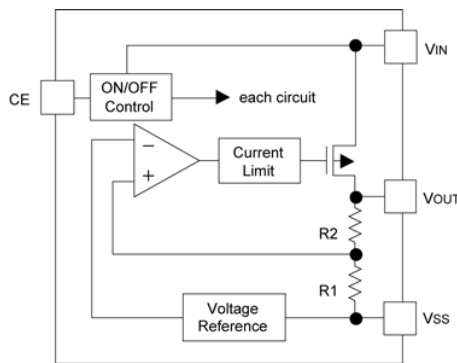 VIN
ON/OFF
Control
CE
each circuit
−
+
Current
Limit
VOUT
R2
R1
Voltage
Reference
VSS